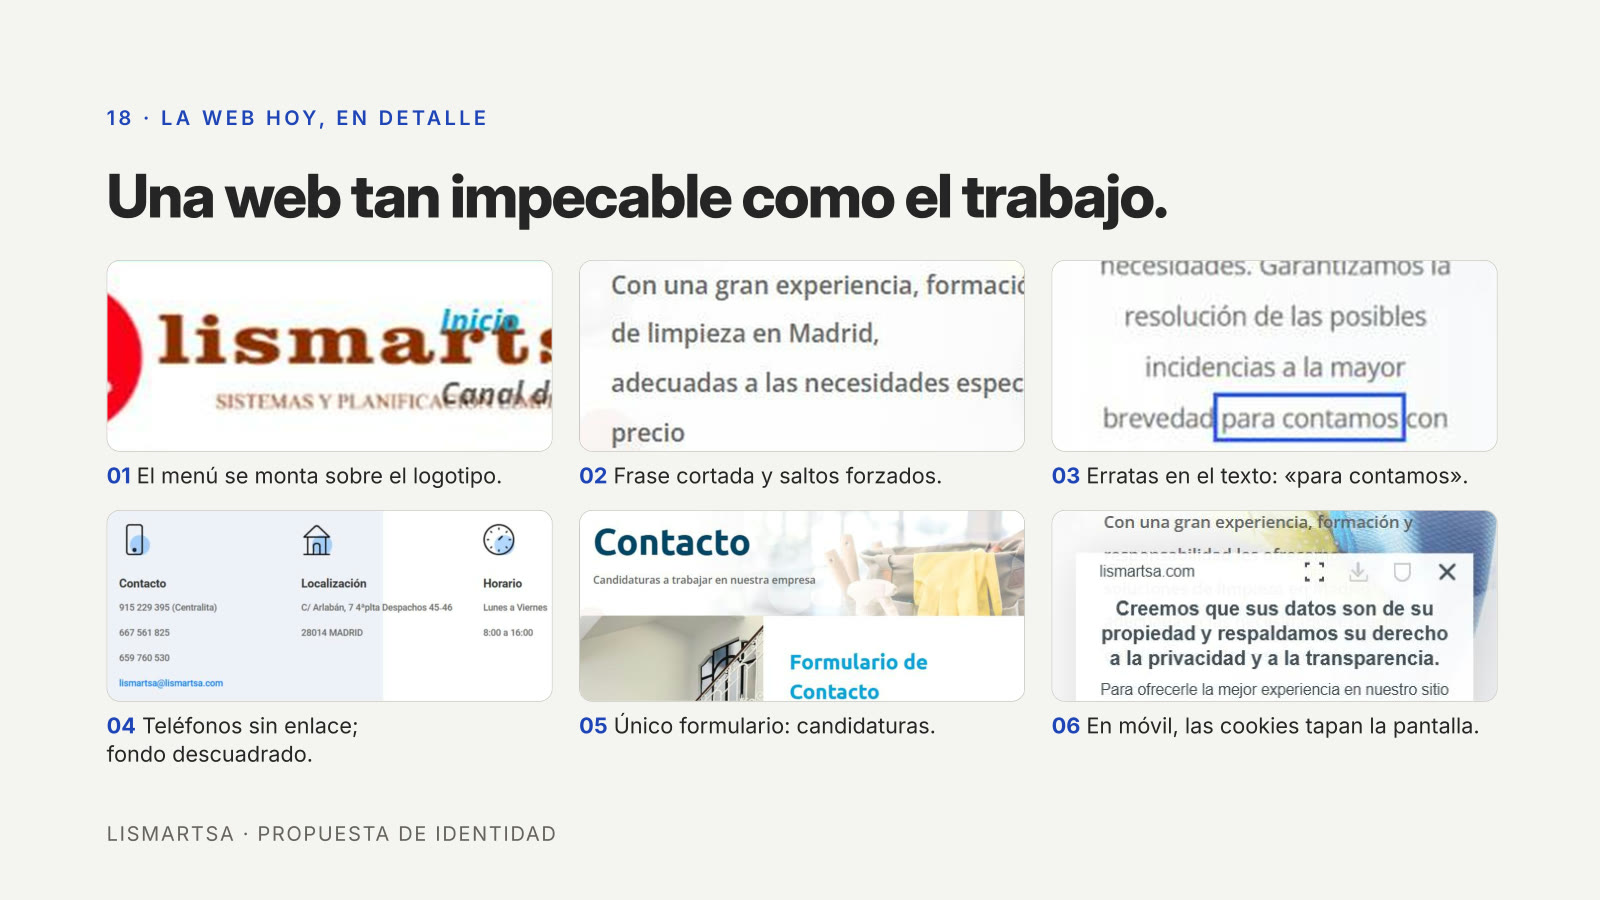 18 · LA WEB HOY, EN DETALLE
Una web tan impecable como el trabajo.
lismarts
Inicio
SISTEMAS Y PLANIFICACIÓN
Canal d
01 El menú se monta sobre el logotipo.
Con una gran experiencia, formació
de limpieza en Madrid,
adecuadas a las necesidades espec
precio
02 Frase cortada y saltos forzados.
necesidades. Garantizamos la
resolución de las posibles
incidencias a la mayor
brevedad para contamos con
03 Erratas en el texto: «para contamos».
Contacto
915 229 395 (Centralita)
667 561 825
659 760 530
lismartsa@lismartsa.com
Localización
C/ Arlabán, 7 4ªplta Despachos 45-46
28014 MADRID
Horario
Lunes a Viernes
8:00 a 16:00
04 Teléfonos sin enlace;
fondo descuadrado.
Contacto
Candidaturas a trabajar en nuestra empresa
Formulario de
Contacto
05 Único formulario: candidaturas.
Con una gran experiencia, formación y
lismartsa.com
Creemos que sus datos son de su
propiedad y respaldamos su derecho
a la privacidad y a la transparencia.
Para ofrecerle la mejor experiencia en nuestro sitio
06 En móvil, las cookies tapan la pantalla.
LISMARTSA · PROPUESTA DE IDENTIDAD